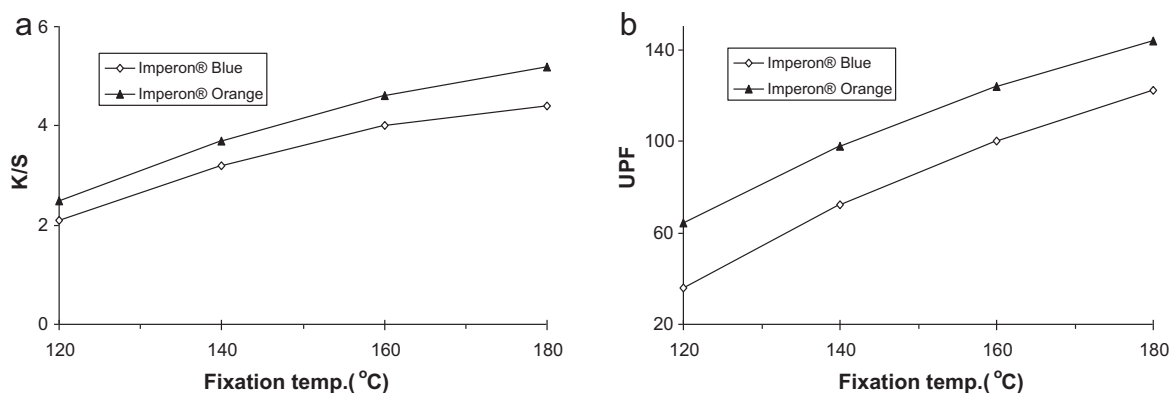 a
6
4
2
0
K/S
Imperon® Blue
Imperon® Orange
120 140 160 180
Fixation temp.( °C)
b
140
100
60
20
UPF
Imperon® Blue
Imperon® Orange
120 140 160 180
Fixation temp.( °C)